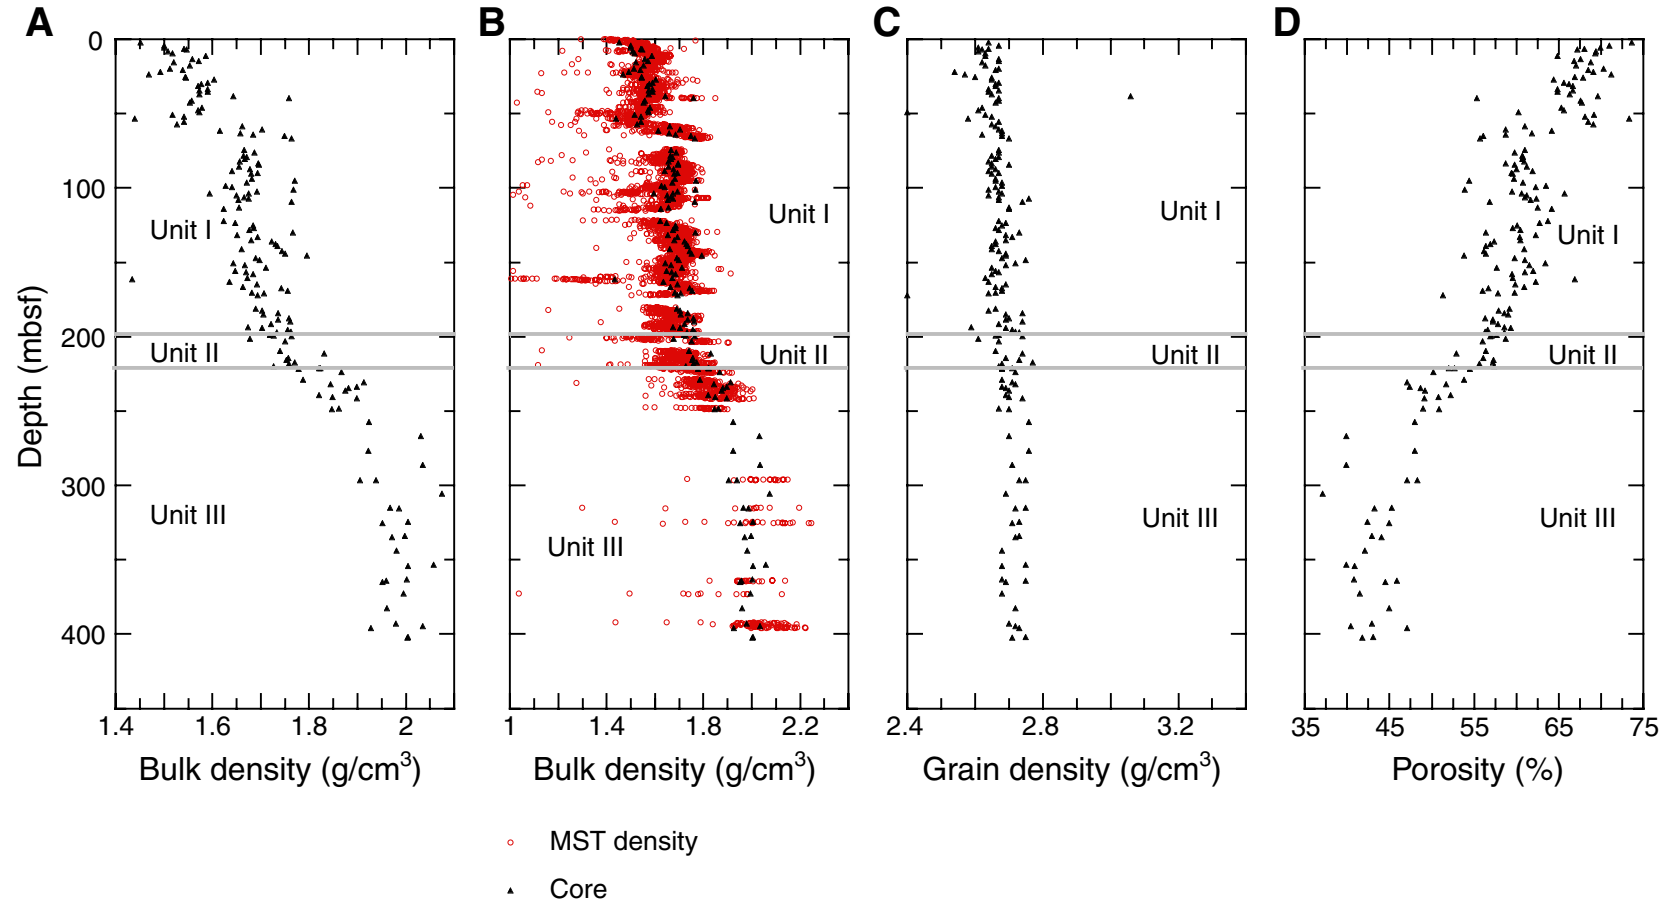 A
B
C
D
0
100
200
300
400
Depth (mbsf)
Unit I
Unit II
Unit III
1.4
1.6
1.8
2
Bulk density (g/cm³)
Unit I
Unit II
Unit III
1
1.4
1.8
2.2
Bulk density (g/cm³)
Unit I
Unit II
Unit III
2.4
2.8
3.2
Grain density (g/cm³)
Unit I
Unit II
Unit III
35
45
55
65
75
Porosity (%)
MST density
Core